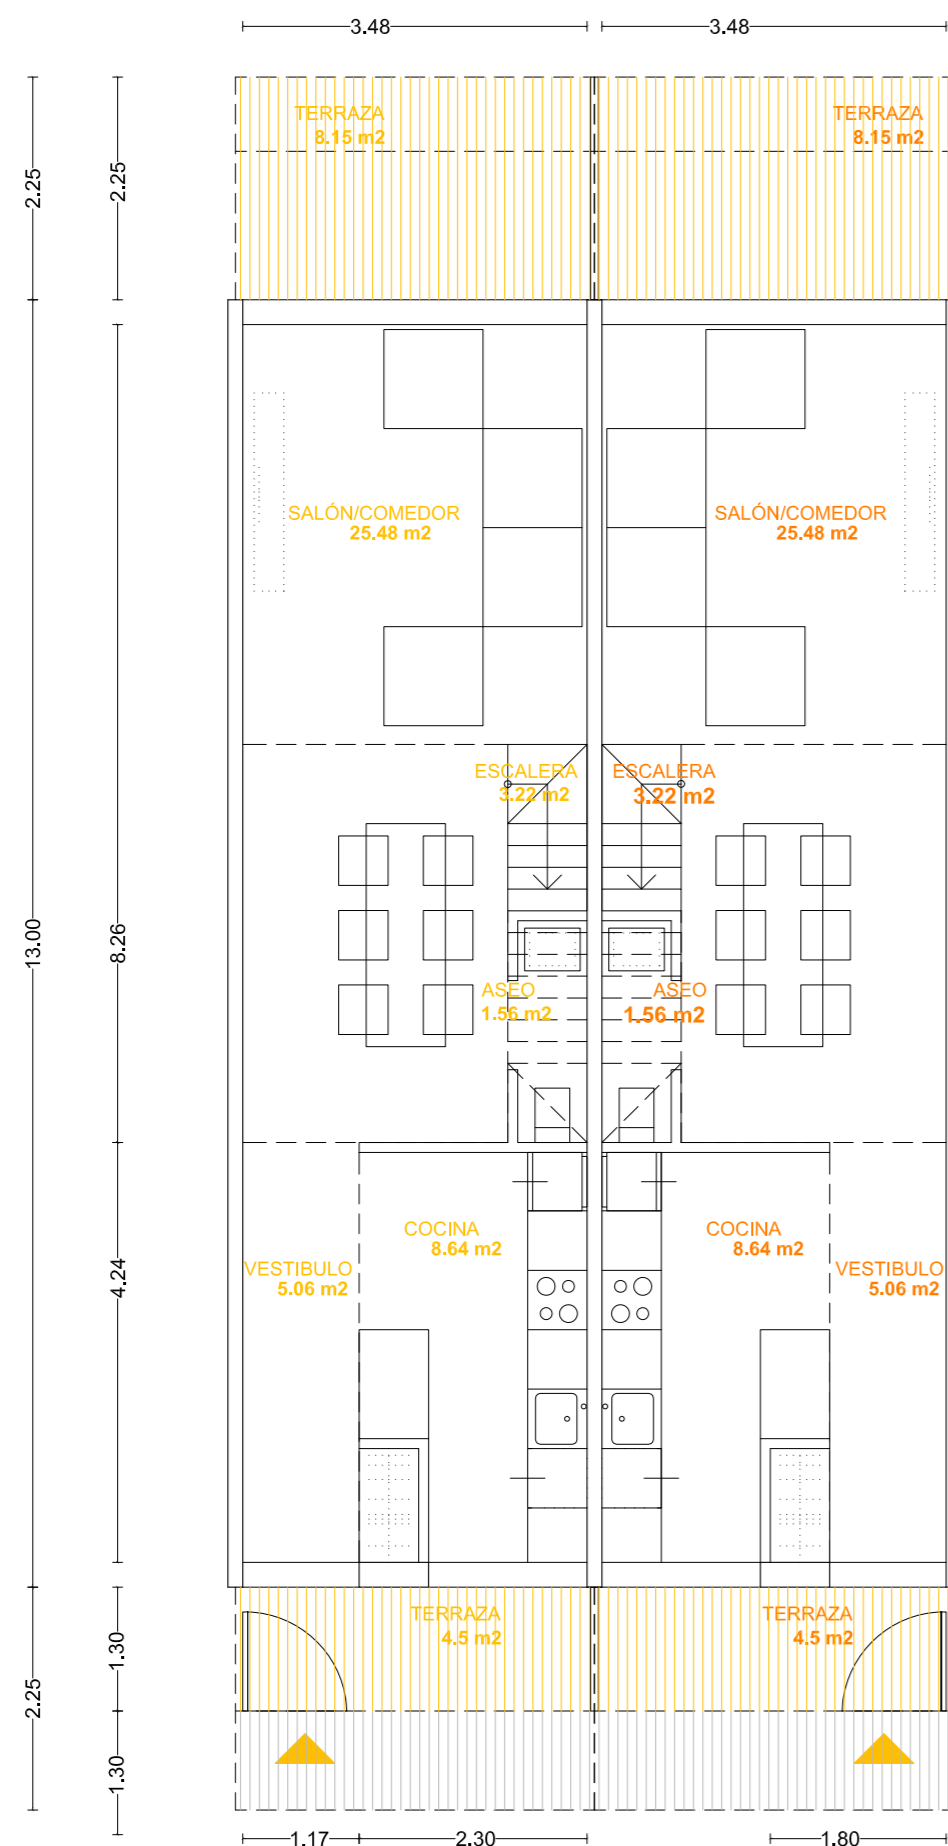 3.48
3.48
TERRAZA
8.15 m2
TERRAZA
8.15 m2
2.25
2.25
SALÓN/COMEDOR
25.48 m2
SALÓN/COMEDOR
25.48 m2
ESCALERA
3.22 m2
ESCALERA
3.22 m2
13.00
8.26
ASEO
1.56 m2
ASEO
1.56 m2
COCINA
8.64 m2
COCINA
8.64 m2
VESTIBULO
5.06 m2
VESTIBULO
5.06 m2
4.24
TERRAZA
4.5 m2
TERRAZA
4.5 m2
1.30
2.25
1.30
1.17
2.30
1.80